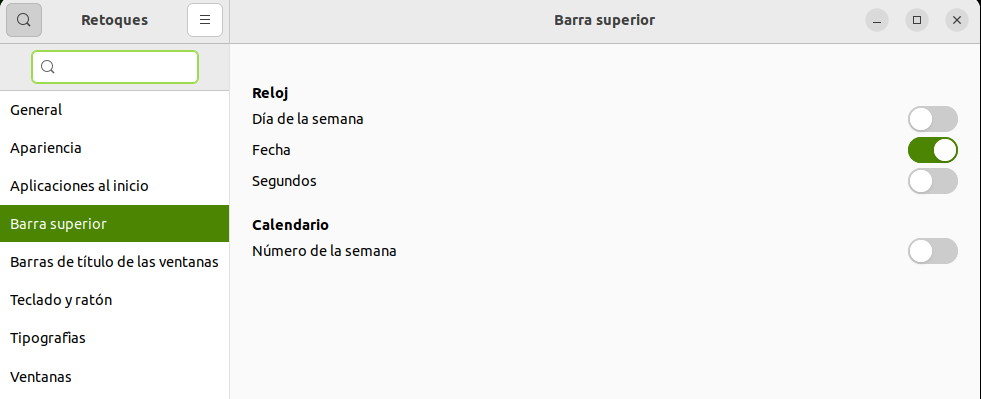 Retoques
Barra superior
General
Apariencia
Aplicaciones al inicio
Barra superior
Barras de título de las ventanas
Teclado y ratón
Tipografías
Ventanas
Reloj
Día de la semana
Fecha
Segundos
Calendario
Número de la semana